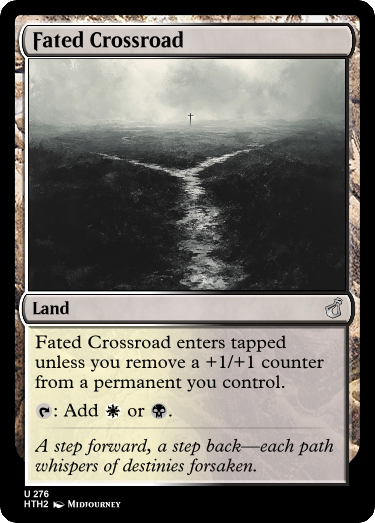 Fated Crossroad
Land
Fated Crossroad enters tapped
unless you remove a +1/+1 counter
from a permanent you control.
: Add or .
A step forward, a step back—each path
whispers of destinies forsaken.
U 276
HTH2 Midjourney